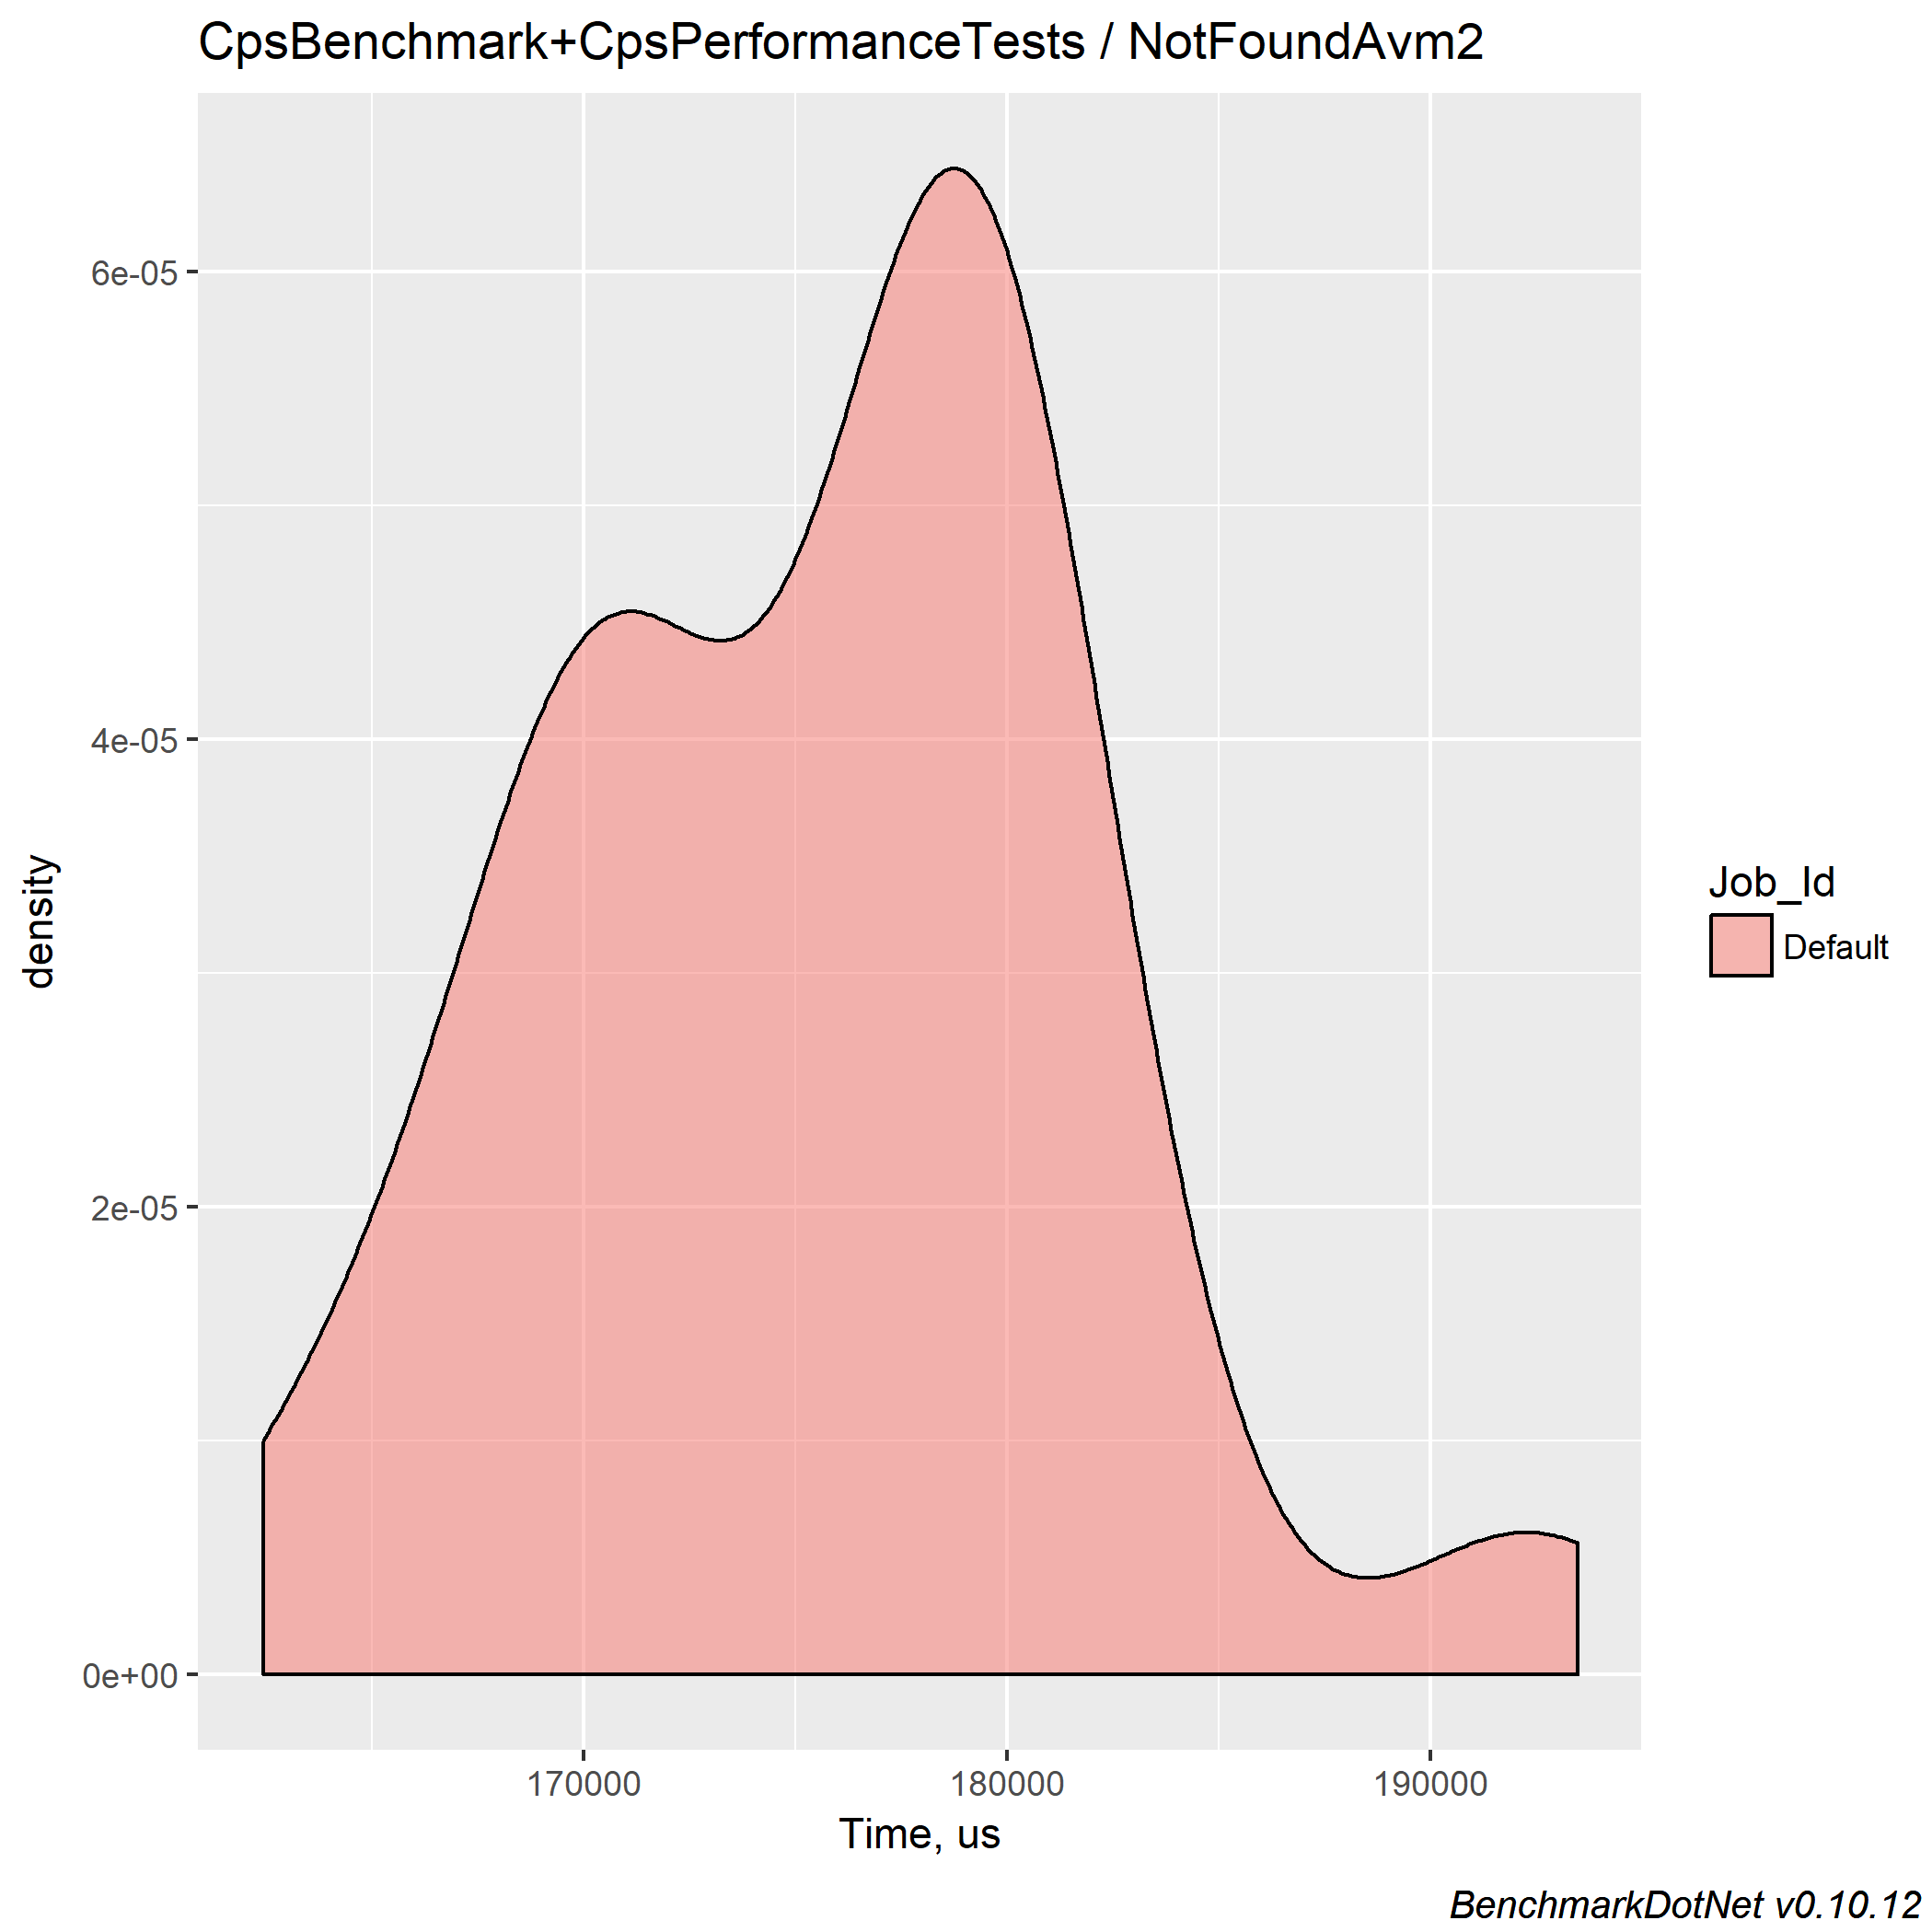 CpsBenchmark+CpsPerformanceTests / NotFoundAvm2
6e-05
4e-05
2e-05
0e+00
density
170000 180000 190000
Time, us
Job_Id
Default
BenchmarkDotNet v0.10.12